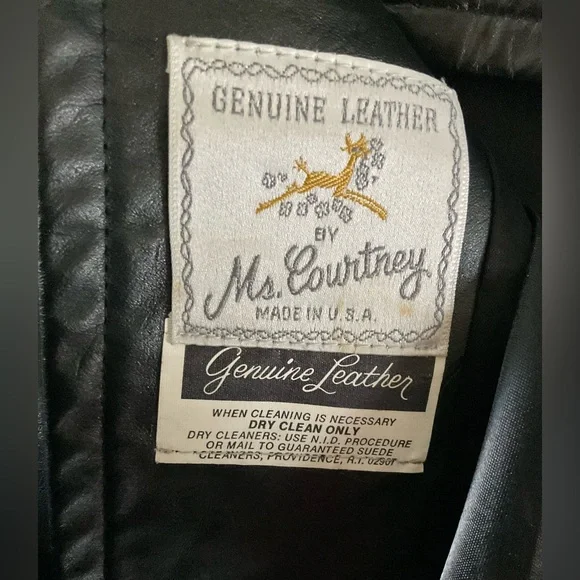 GENUINE LEATHER
BY
Ms. Courtney
MADE IN U.S.A.
Genuine Leather
WHEN CLEANING IS NECESSARY
DRY CLEAN ONLY
DRY CLEANERS: USE N.I.D. PROCEDURE
OR MAIL TO GUARANTEED SUEDE
CLEANERS, PROVIDENCE, R.I. 02901